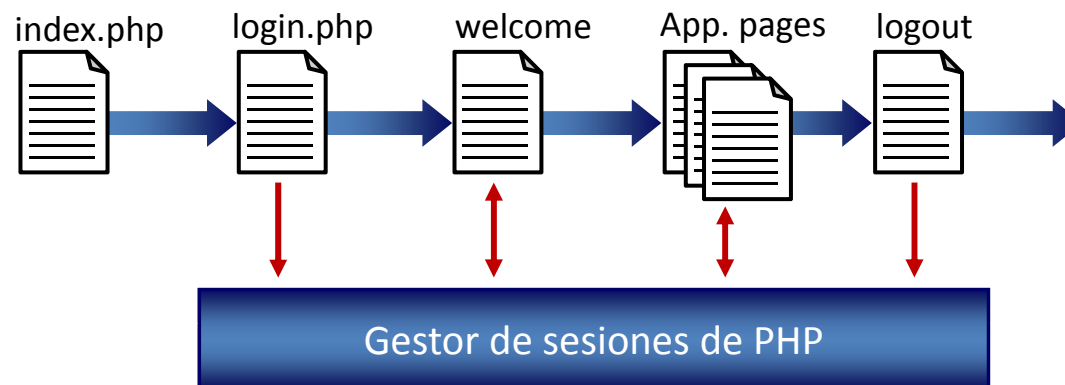 index.php
login.php
welcome
App. pages
logout
Gestor de sesiones de PHP